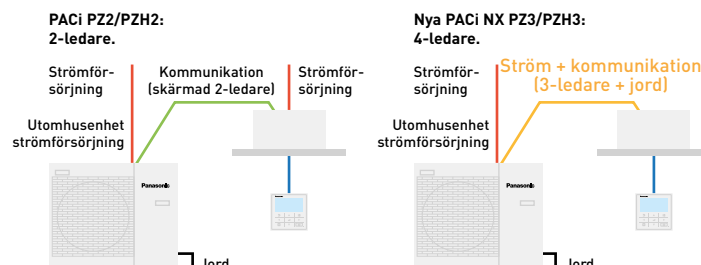 PACi PZ2/PZH2:
2-ledare.
Strömför-
sörjning
Kommunikation
(skärmad 2-ledare)
Strömför-
sörjning
Utomhusenhet
strömförsörjning
Panasonic
Jord
Nya PACi NX PZ3/PZH3:
4-ledare.
Strömför-
sörjning
Ström + kommunikation
(3-ledare + jord)
Utomhusenhet
strömförsörjning
Panasonic
Jord